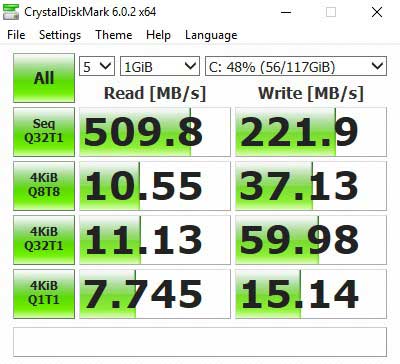 CrystalDiskMark 6.0.2 x64
File Settings Theme Help Language
All 5 1GiB C: 48% (56/117GiB)
Read [MB/s] Write [MB/s]
Seq
Q32T1 509.8 221.9
4KiB
Q8T8 10.55 37.13
4KiB
Q32T1 11.13 59.98
4KiB
Q1T1 7.745 15.14